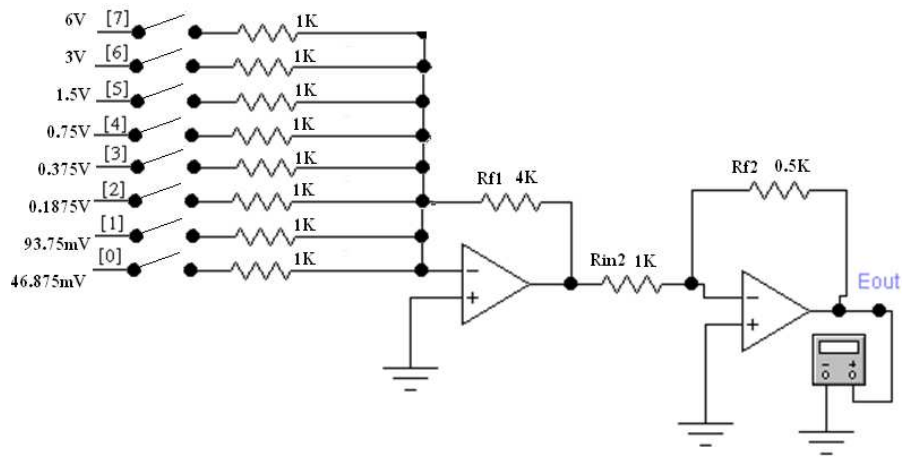 6V [7] 1K
3V [6] 1K
1.5V [5] 1K
0.75V [4] 1K
0.375V [3] 1K
0.1875V [2] 1K
93.75mV [1] 1K
46.875mV [0] 1K
Rf1 4K
Rf2 0.5K
Rin2 1K
Eout
- +
- +
- +